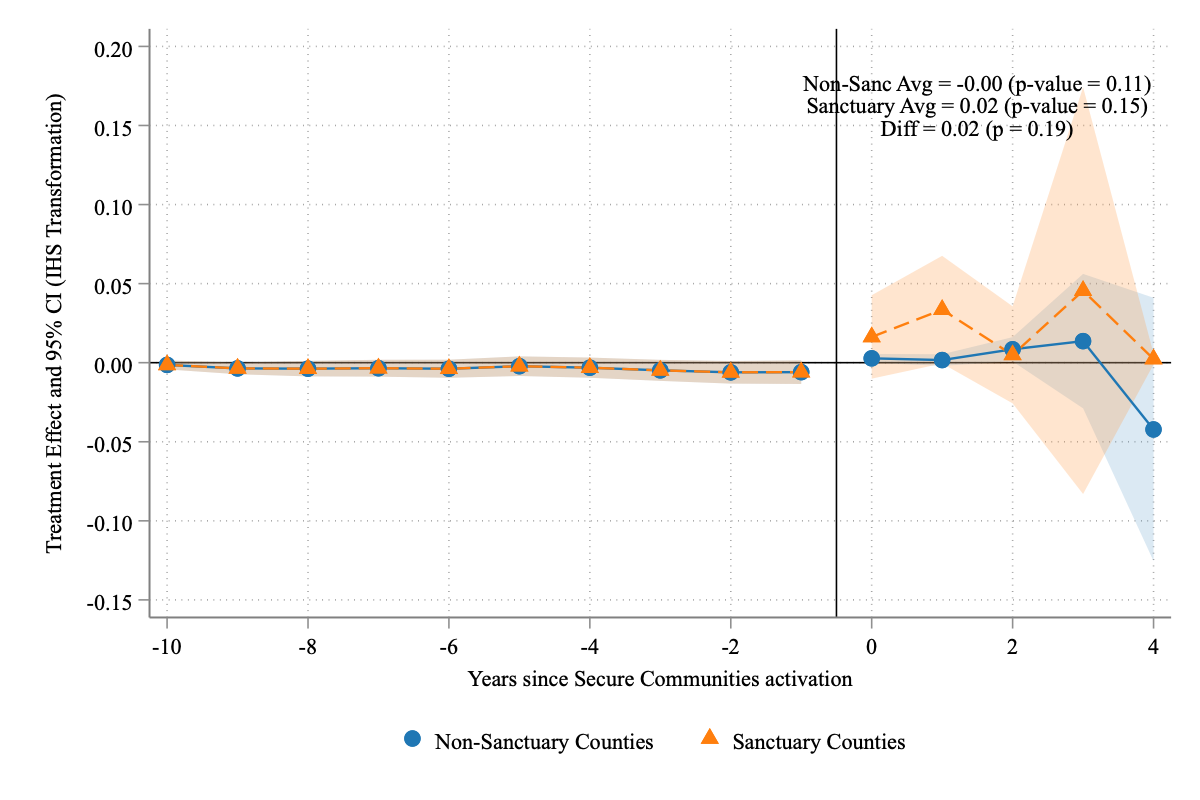 Treatment Effect and 95% CI (IHS Transformation)
0.20
0.15
0.10
0.05
0.00
-0.05
-0.10
-0.15
Non-Sanc Avg = -0.00 (p-value = 0.11)
Sanctuary Avg = 0.02 (p-value = 0.15)
Diff = 0.02 (p = 0.19)
-10 -8 -6 -4 -2 0 2 4
Years since Secure Communities activation
Non-Sanctuary Counties Sanctuary Counties